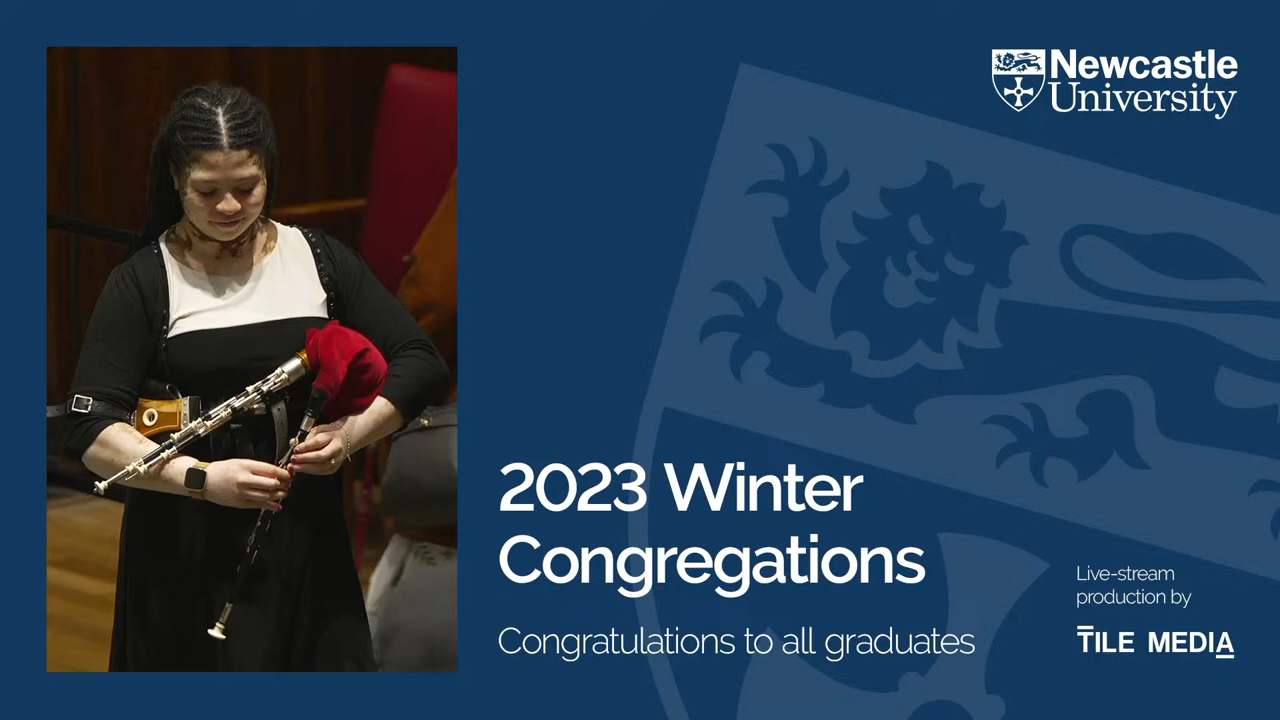 Newcastle
University
2023 Winter
Congregations
Congratulations to all graduates
Live-stream
production by
TILE MEDIA